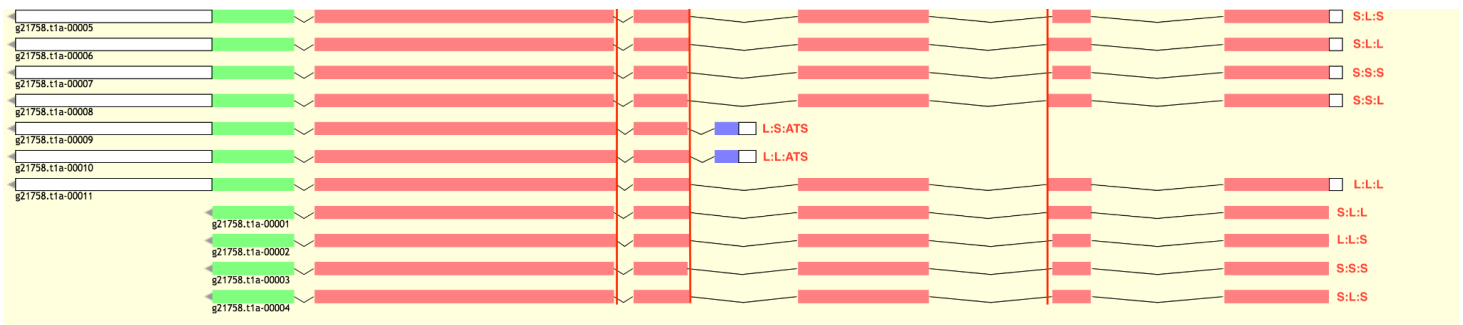 S:L:S
g21758.t1a-00005
S:L:L
g21758.t1a-00006
S:S:S
g21758.t1a-00007
S:S:L
g21758.t1a-00008
L:S:ATS
g21758.t1a-00009
L:L:ATS
g21758.t1a-00010
L:L:L
g21758.t1a-00011
S:L:L
g21758.t1a-00001
L:L:S
g21758.t1a-00002
S:S:S
g21758.t1a-00003
S:L:S
g21758.t1a-00004